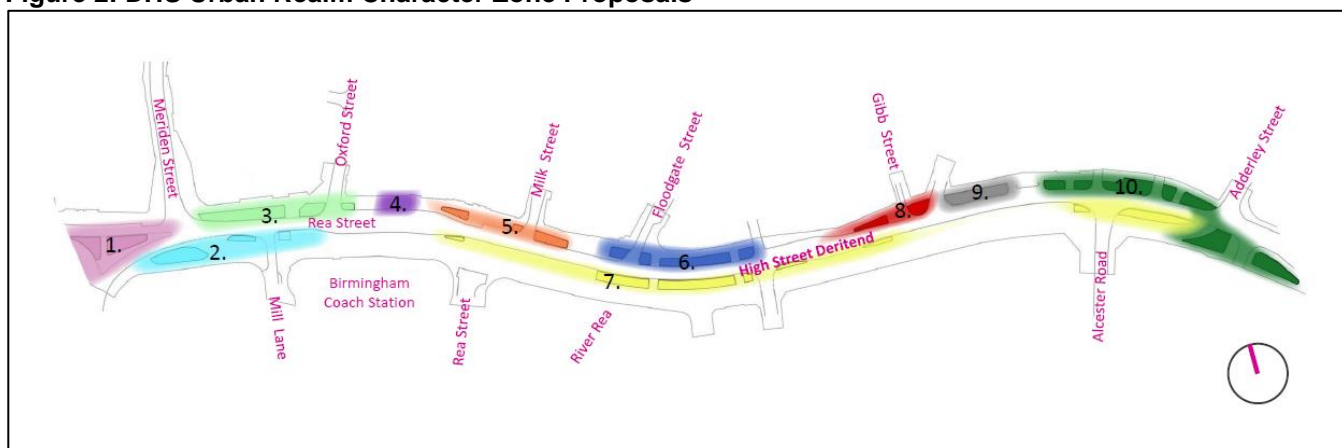 Figure 2: DHS Urban Realm: Character Zone Proposals
Meriden Street
Oxford Street
Milk Street
Floodgate Street
Gibb Street
Adderley Street
1.
2.
3.
Rea Street
4.
5.
6.
7.
High Street Deritend
8.
9.
10.
Birmingham
Coach Station
Mill Lane
Rea Street
River Rea
Alcester Road